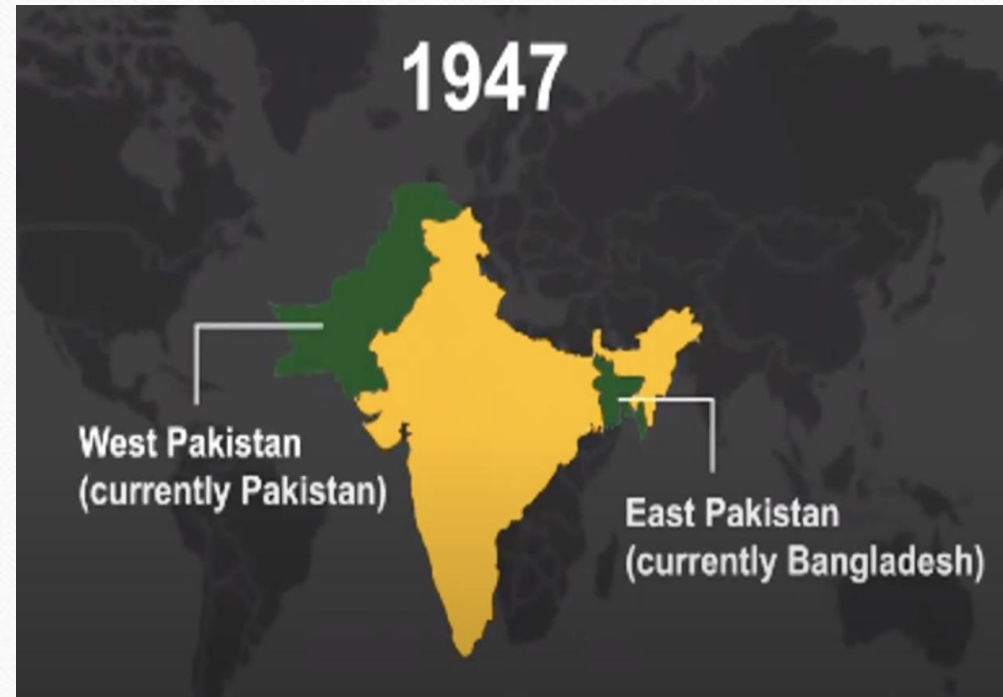 1947
West Pakistan
(currently Pakistan)
East Pakistan
(currently Bangladesh)